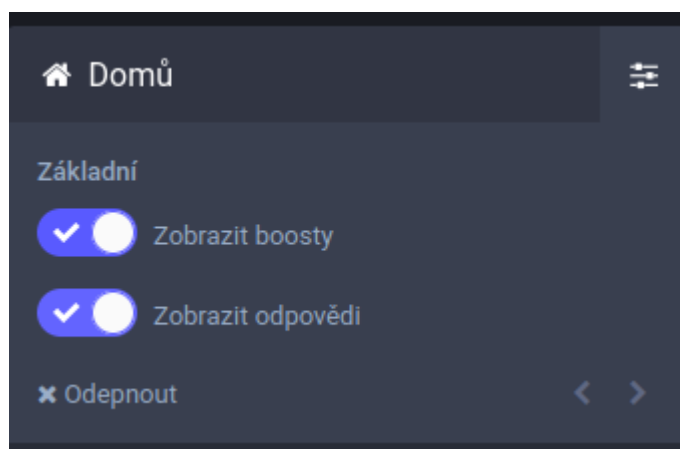 Domů
Základní
Zobrazit boosty
Zobrazit odpovědi
Odepnout